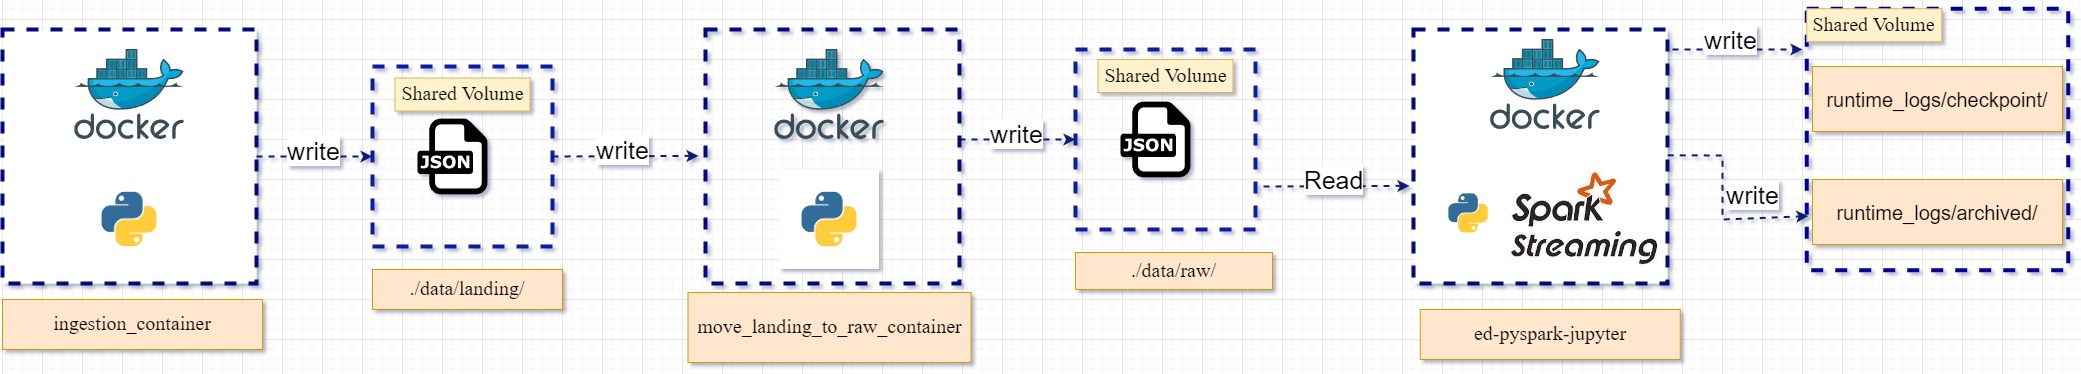 docker
ingestion_container
write
Shared Volume
JSON
./data/landing/
write
docker
move_landing_to_raw_container
write
Shared Volume
JSON
./data/raw/
Read
docker
Spark
Streaming
ed-pyspark-jupyter
write
write
Shared Volume
runtime_logs/checkpoint/
runtime_logs/archived/